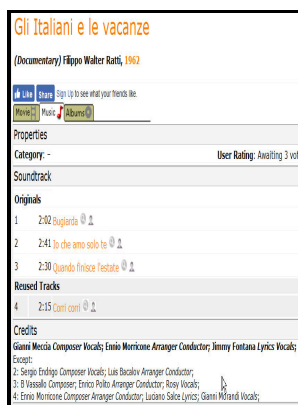 Gli Italiani e le vacanze
(Documentary) Filippo Walter Ratti, 1962
Like Share Sign Up to see what your friends like.
Movie Music Albums
Properties
Category: - User Rating: Awaiting 3 vot
Soundtrack
Originals
1 2:02 Bugiarda
2 2:41 Io che amo solo te
3 2:30 Quando finisce l'estate
Reused Tracks
4 2:15 Corri corri
Credits
Gianni Meccia Composer Vocals; Ennio Morricone Arranger Conductor; Jimmy Fontana Lyrics Vocals;
Except:
2: Sergio Endrigo Composer Vocals; Luis Bacalov Arranger Conductor;
3: B Vassallo Composer; Enrico Polito Arranger Conductor; Rosy Vocals;
4: Ennio Morricone Composer Arranger Conductor; Luciano Salce Lyrics; Gianni Morandi Vocals;